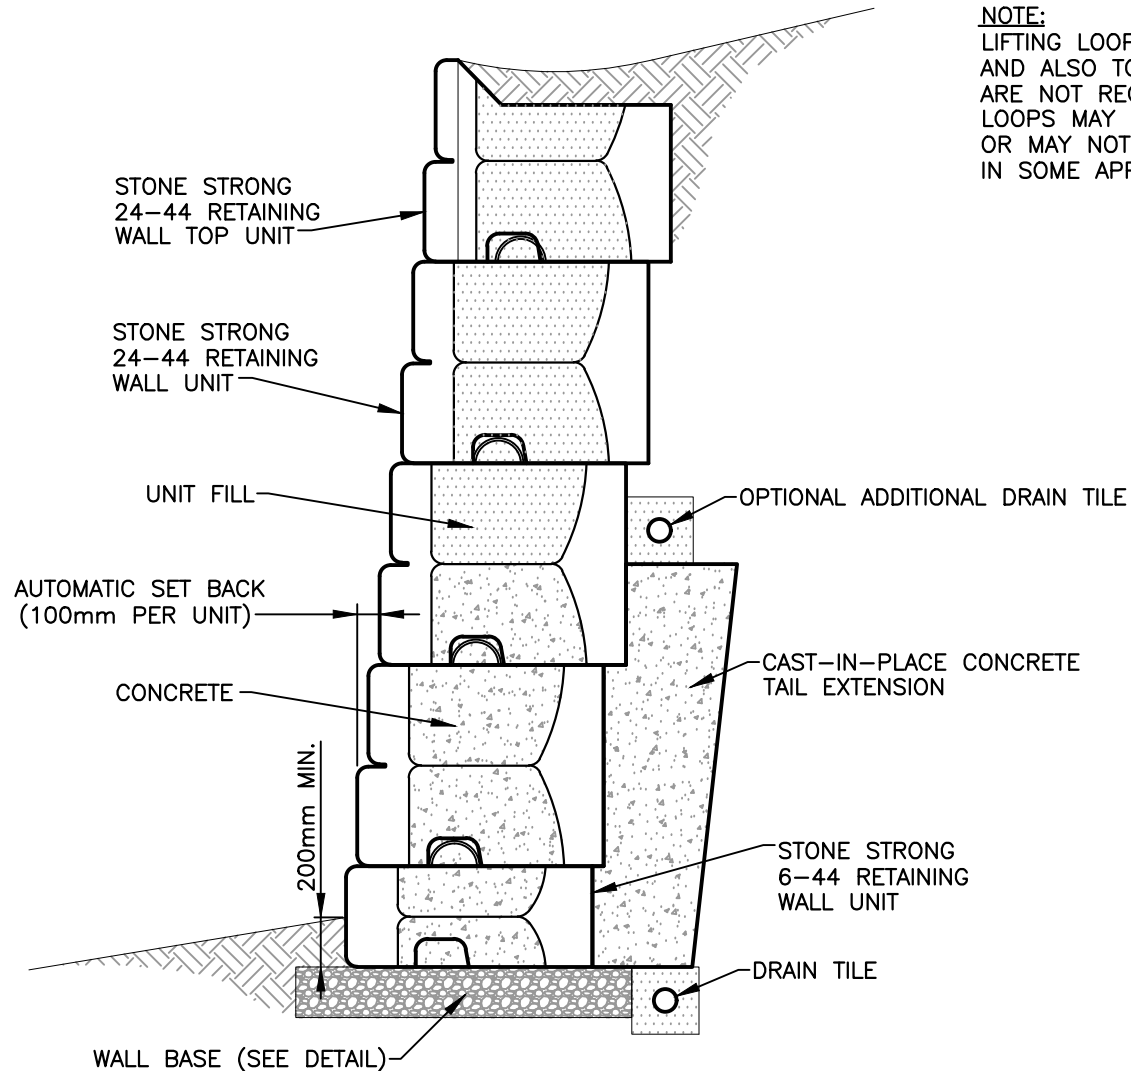 NOTE:
LIFTING LOOP
AND ALSO TO
ARE NOT
LOOPS MAY
OR MAY NOT
IN SOME
STONE STRONG
24-44 RETAINING
WALL TOP UNIT
STONE STRONG
24-44 RETAINING
WALL UNIT
UNIT FILL
OPTIONAL ADDITIONAL DRAIN TILE
AUTOMATIC SET BACK
(100mm PER UNIT)
CAST-IN-PLACE CONCRETE
TAIL EXTENSION
CONCRETE
200mm MIN.
STONE STRONG
6-44 RETAINING
WALL UNIT
DRAIN TILE
WALL BASE (SEE DETAIL)